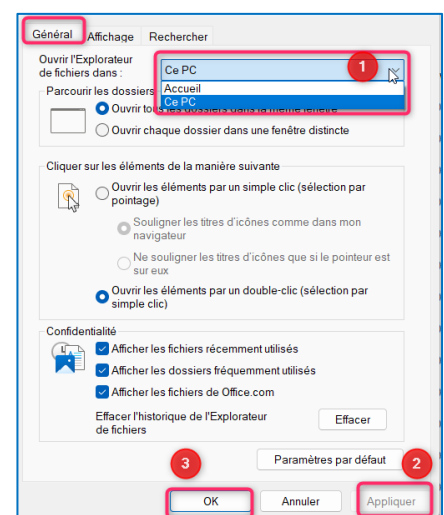 Général Affichage Rechercher
Ouvrir l'Explorateur
de fichiers dans :
Ce PC
1
Accueil
Ce PC
Parcourir les dossiers
Ouvrir tous les dossiers dans la même fenêtre
Ouvrir chaque dossier dans une fenêtre distincte
Cliquer sur les éléments de la manière suivante
Ouvrir les éléments par un simple clic (sélection par
pointage)
Souligner les titres d'icônes comme dans mon
navigateur
Ne souligner les titres d'icônes que si le pointeur est
sur eux
Ouvrir les éléments par un double-clic (sélection par
simple clic)
Confidentialité
Afficher les fichiers récemment utilisés
Afficher les dossiers fréquemment utilisés
Afficher les fichiers de Office.com
Effacer l'historique de l'Explorateur
de fichiers
Effacer
Paramètres par défaut
3
2
OK Annuler Appliquer